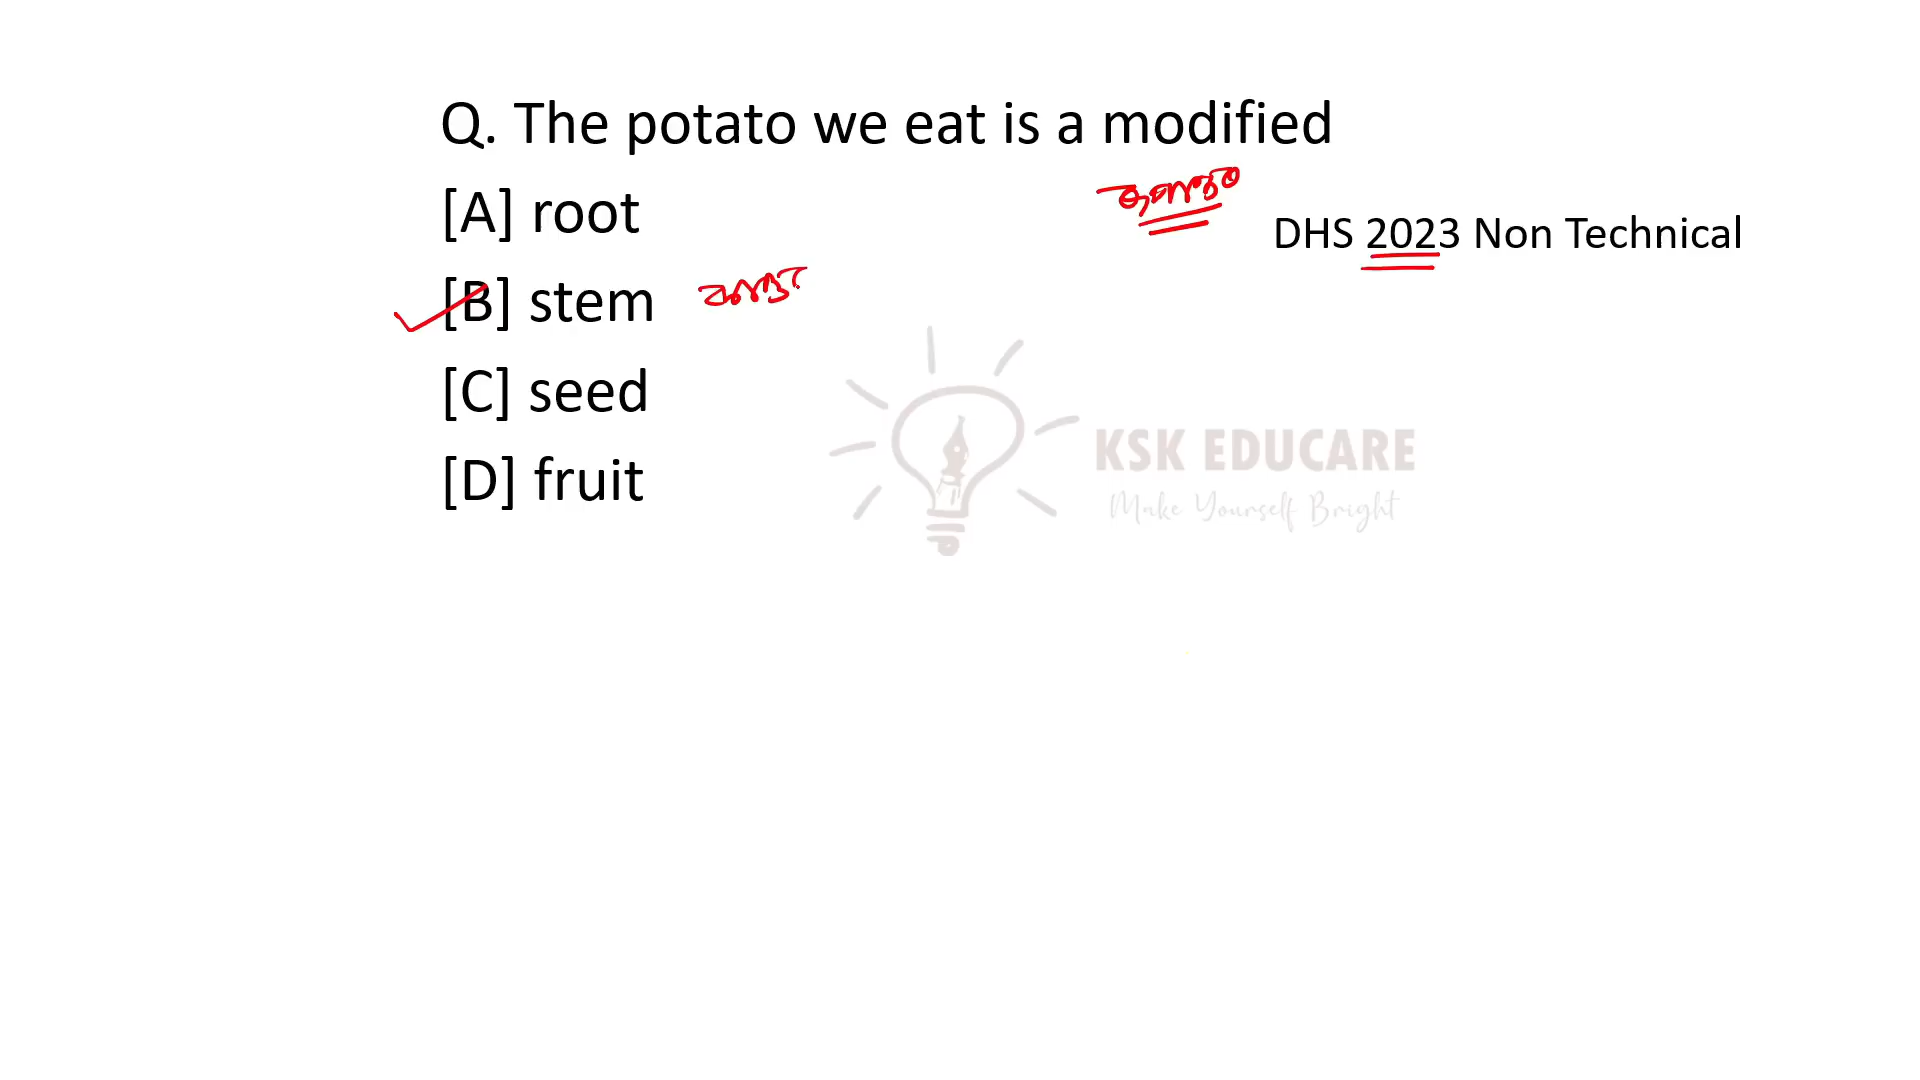 Q. The potato we eat is a modified
[A] root
DHS 2023 Non Technical
[B] stem
[C] seed
[D] fruit
KSK EDUCARE
Make Yourself Bright